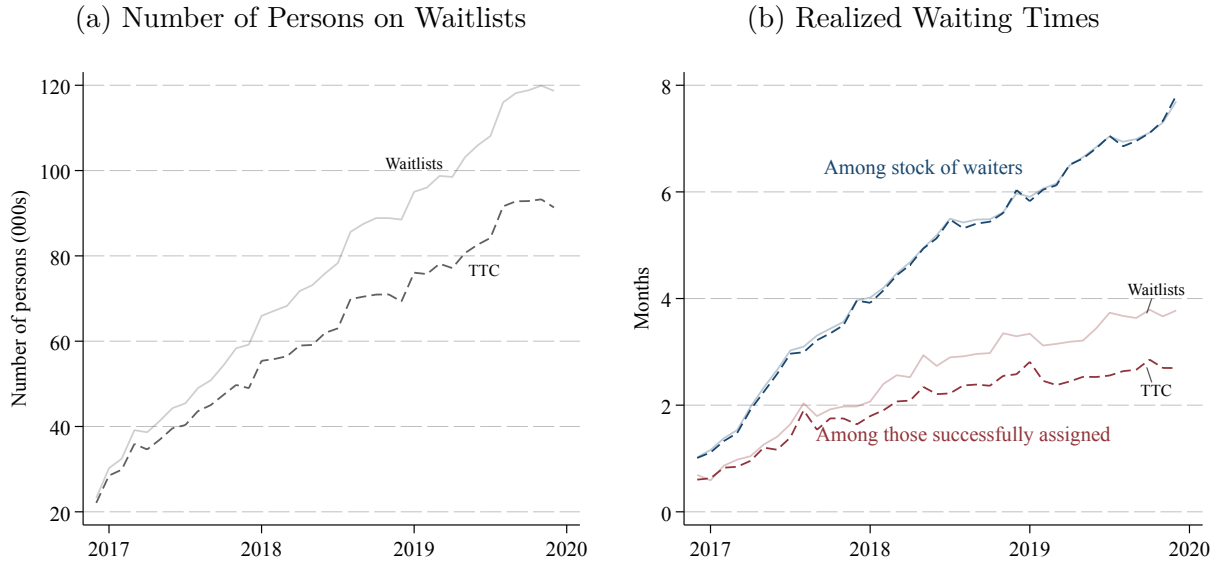 (a) Number of Persons on Waitlists
Number of persons (000s)
120
100
80
60
40
20
Waitlists
TTC
2017
2018
2019
2020
(b) Realized Waiting Times
Months
8
6
4
2
0
Among stock of waiters
Waitlists
TTC
Among those successfully assigned
2017
2018
2019
2020